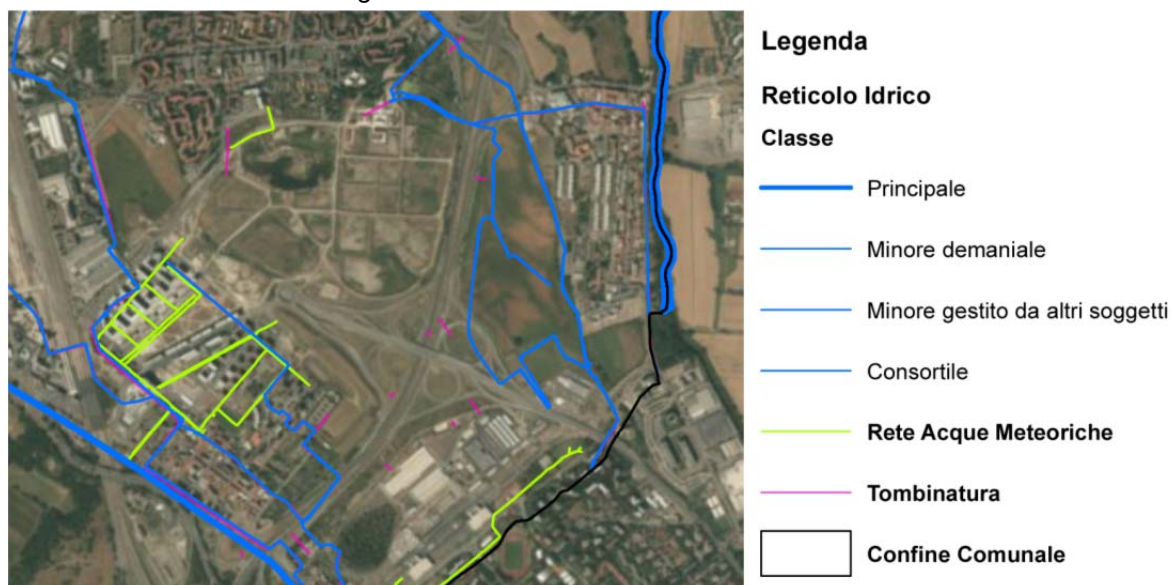 Legenda
Reticolo Idrico
Classe
Principale
Minore demaniale
Minore gestito da altri soggetti
Consortile
Rete Acque Meteoriche
Tombinatura
Confine Comunale